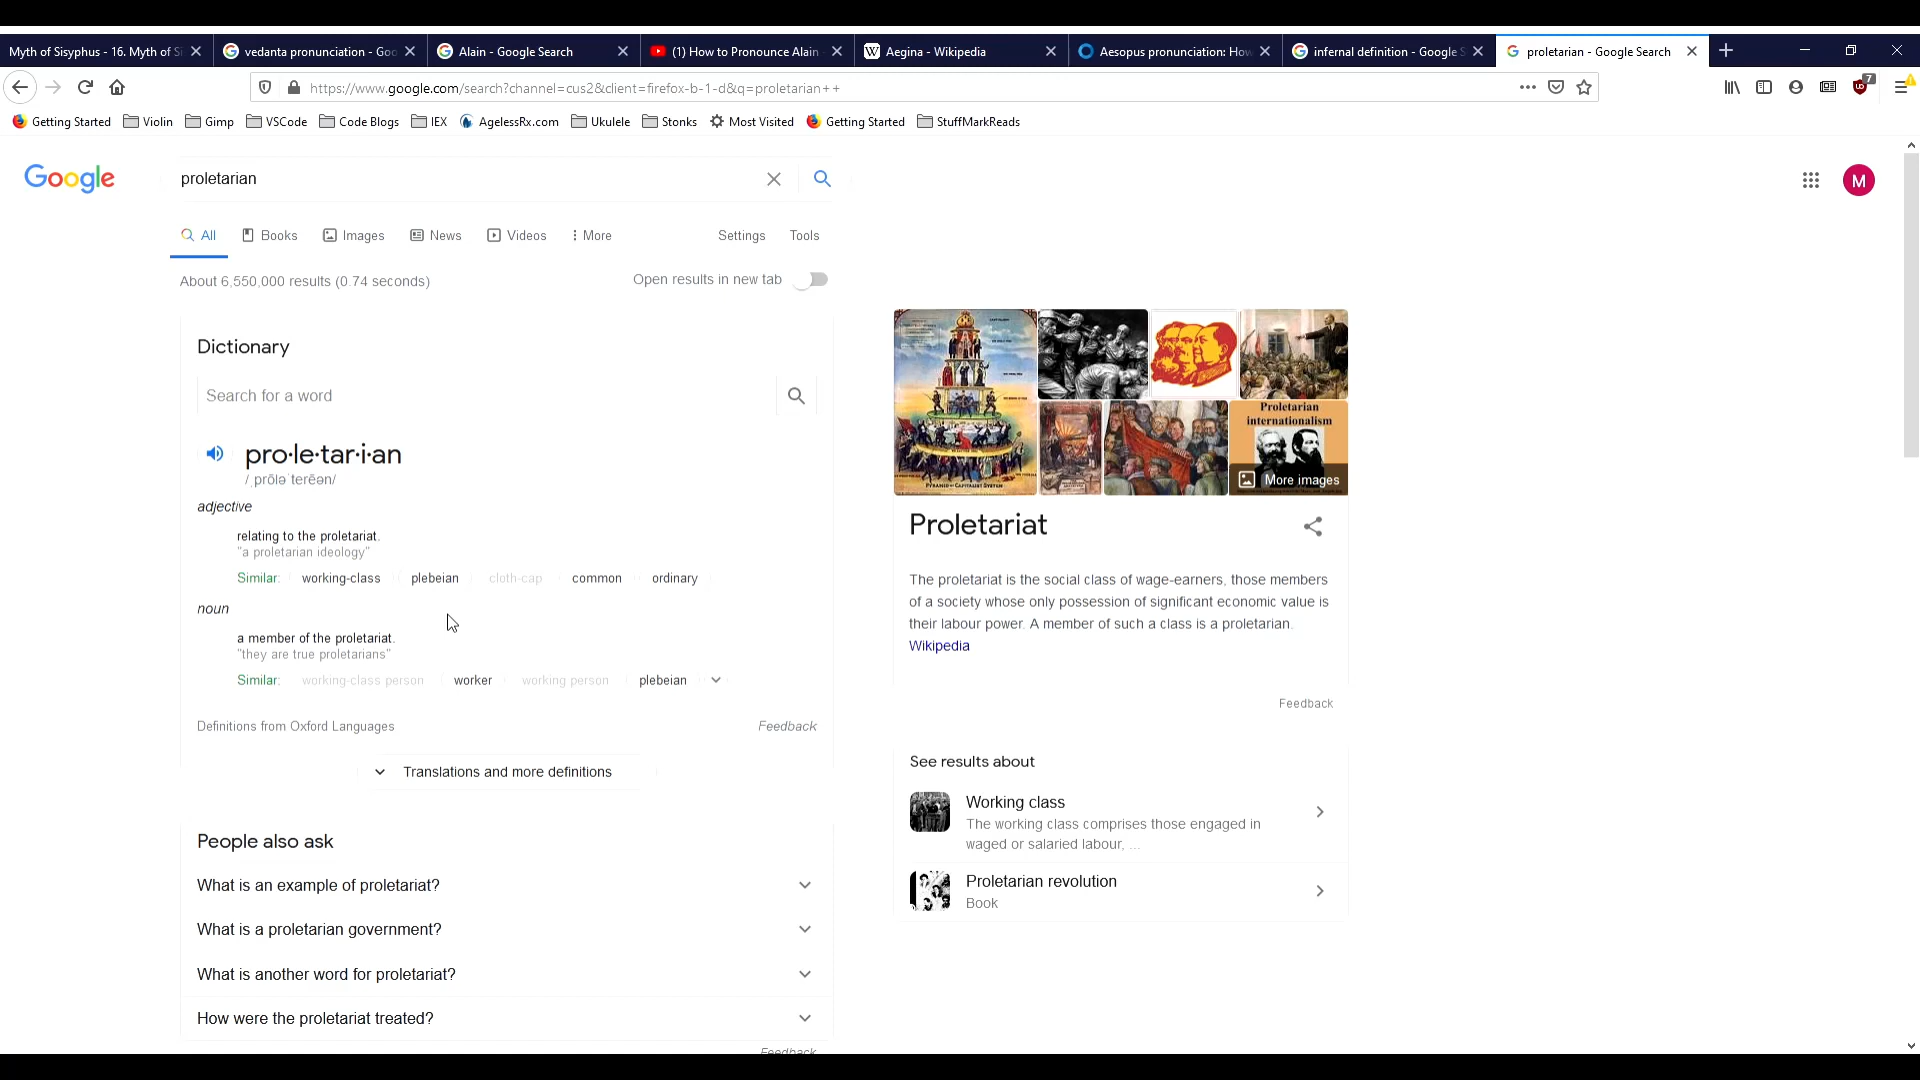 Myth of Sisyphus - 16. Myth of Si
vedanta pronunciation - Goo
Alain - Google Search
(1) How to Pronounce Alain
Aegina - Wikipedia
Aesopus pronunciation: How
infernal definition - Google S
proletarian - Google Search
https://www.google.com/search?channel=cus2&client=firefox-b-1-d&q=proletarian++
7
Getting Started
Violin
Gimp
VSCode
Code Blogs
IEX
AgelessRx.com
Ukulele
Stonks
Most Visited
Getting Started
StuffMarkReads
Google
proletarian
M
All
Books
Images
News
Videos
More
Settings
Tools
About 6,550,000 results (0.74 seconds)
Open results in new tab
Dictionary
Search for a word
pro·le·tar·i·an
/ˌprōləˈterēən/
adjective
relating to the proletariat.
"a proletarian ideology"
Similar: working-class plebeian cloth-cap common ordinary
noun
a member of the proletariat.
"they are true proletarians"
Similar: working-class person worker working person plebeian
Definitions from Oxford Languages
Feedback
Translations and more definitions
People also ask
What is an example of proletariat?
What is a proletarian government?
What is another word for proletariat?
How were the proletariat treated?
Feedback
PYRAMID OF CAPITALIST SYSTEM
Proletarian
internationalism
More images
Proletariat
The proletariat is the social class of wage-earners, those members
of a society whose only possession of significant economic value is
their labour power. A member of such a class is a proletarian.
Wikipedia
Feedback
See results about
Working class
The working class comprises those engaged in
waged or salaried labour, ...
Proletarian revolution
Book